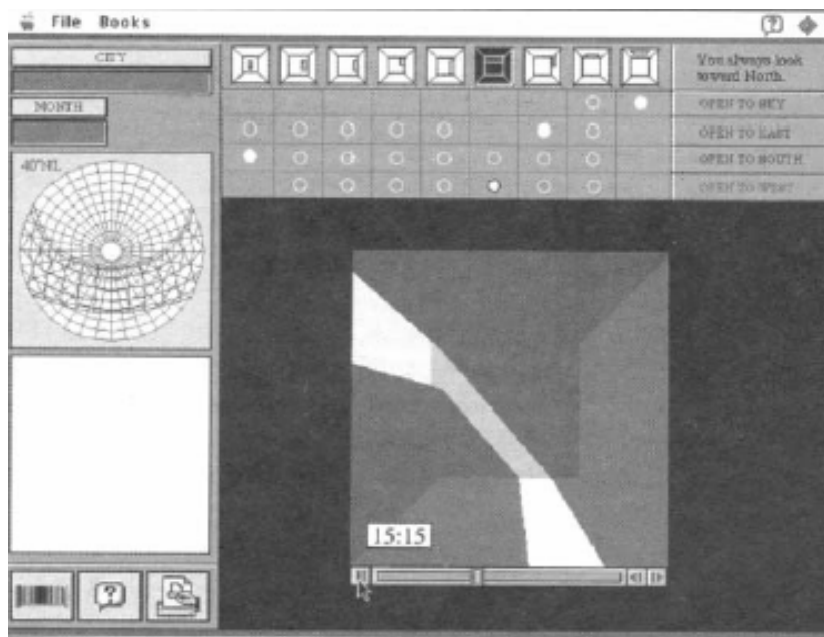 File Books
CITY
You always look
toward North.
MONTH
OPEN TO SKY
OPEN TO EAST
OPEN TO SOUTH
OPEN TO WEST
40°NL
15:15